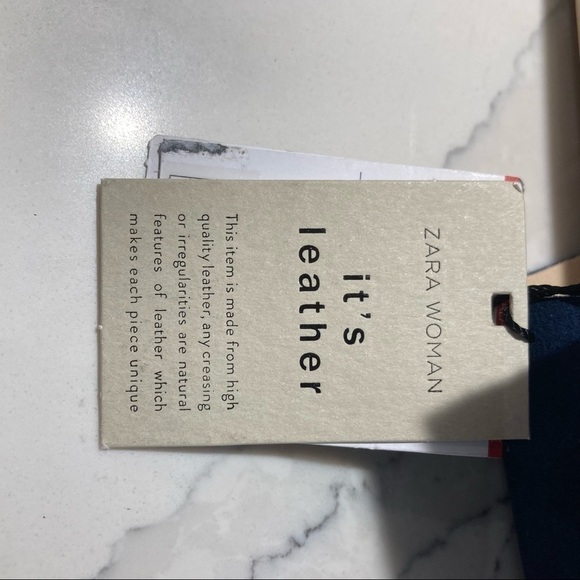 ZARA WOMAN
it's
leather
This item is made from high
quality leather, any creasing
or irregularities are natural
features of leather which
makes each piece unique